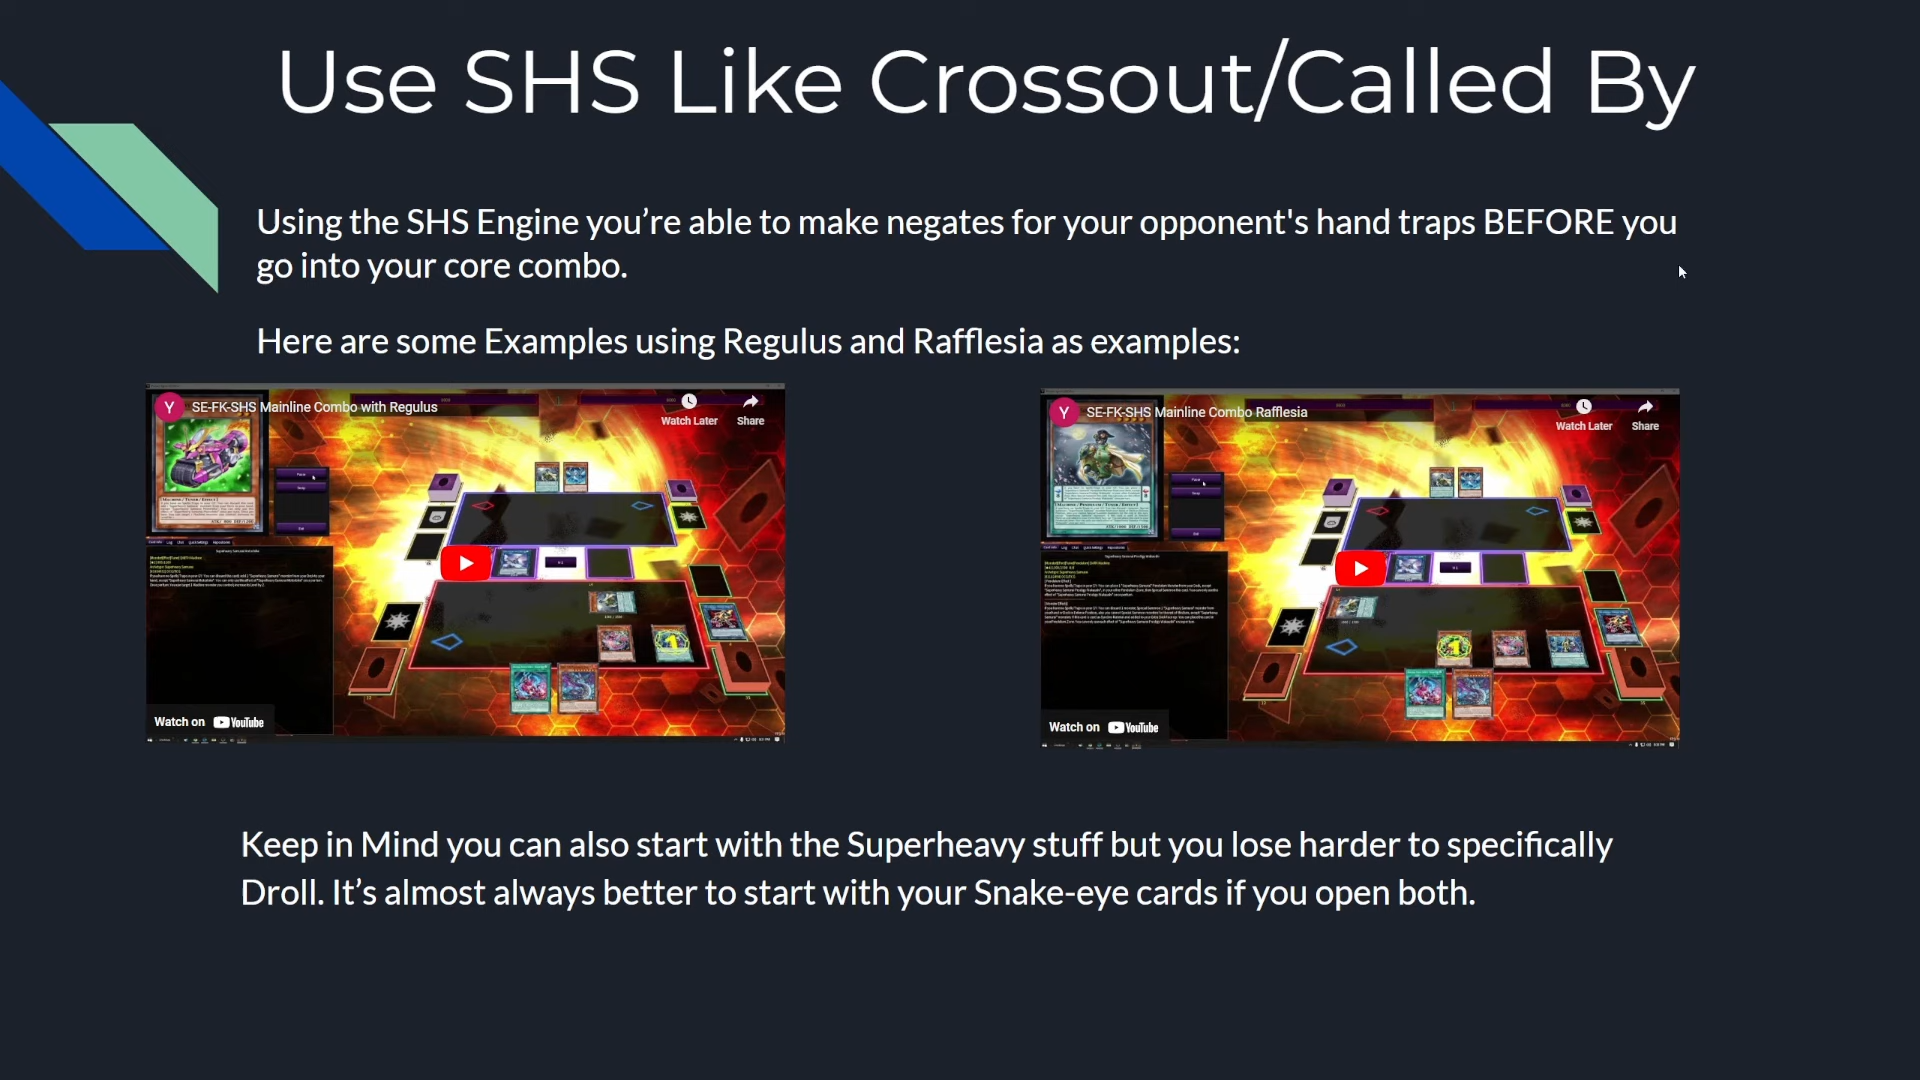 Use SHS Like Crossout/Called By
Using the SHS Engine you're able to make negates for your opponent's hand traps BEFORE you
go into your core combo.
Here are some Examples using Regulus and Rafflesia as examples:
Y
SE-FK-SHS Mainline Combo with Regulus
Watch Later
Share
Watch on YouTube
Y
SE-FK-SHS Mainline Combo Rafflesia
Watch Later
Share
Watch on YouTube
Keep in Mind you can also start with the Superheavy stuff but you lose harder to specifically
Droll. It's almost always better to start with your Snake-eye cards if you open both.